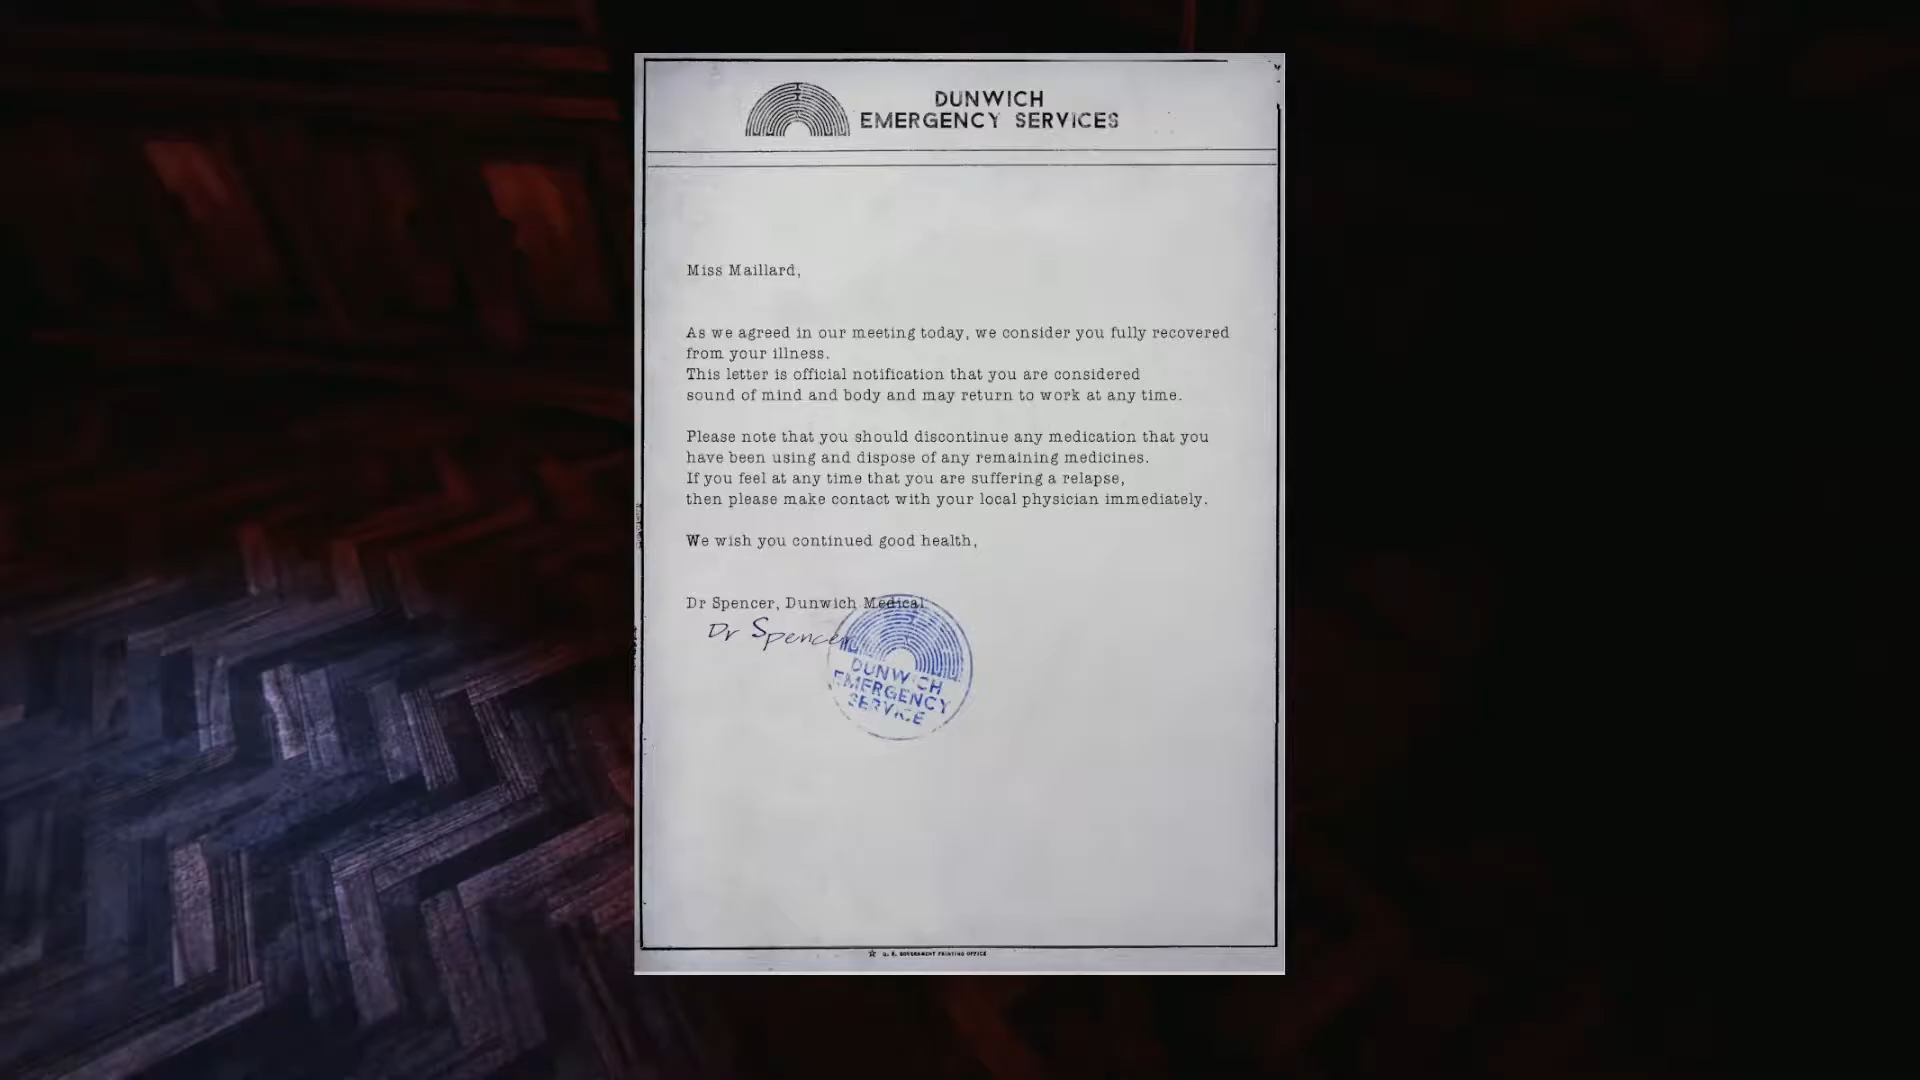 DUNWICH
EMERGENCY SERVICES
Miss Maillard,
As we agreed in our meeting today, we consider you fully recovered
from your illness.
This letter is official notification that you are considered
sound of mind and body and may return to work at any time.
Please note that you should discontinue any medication that you
have been using and dispose of any remaining medicines.
If you feel at any time that you are suffering a relapse,
then please make contact with your local physician immediately.
We wish you continued good health,
Dr Spencer, Dunwich Medical
Dr Spencer
DUNWICH
EMERGENCY
SERVICE
U. S. GOVERNMENT PRINTING OFFICE